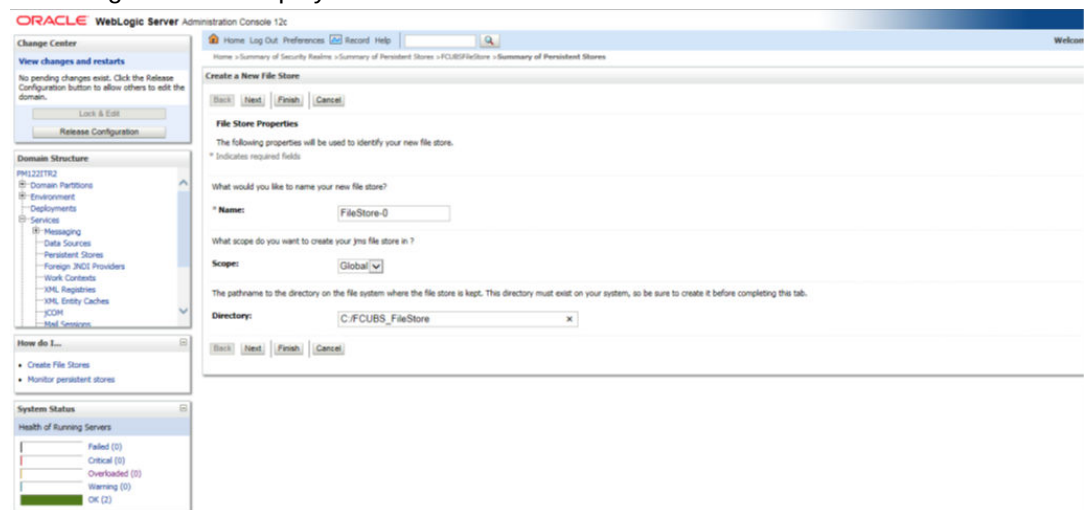 ORACLE WebLogic Server Administration Console 12c
Change Center
View changes and restarts
No pending changes exist. Click the Release
Configuration button to allow others to edit the
domain.
Lock & Edit
Release Configuration
Domain Structure
PM122ITR2
Domain Partitions
Environment
Deployments
Services
Messaging
Data Sources
Persistent Stores
Foreign JNDI Providers
Work Contexts
XML Registries
XML Entity Caches
jCOM
Mail Sessions
How do I...
Create File Stores
Monitor persistent stores
System Status
Health of Running Servers
Failed (0)
Critical (0)
Overloaded (0)
Warning (0)
OK (2)
Home Log Out Preferences Record Help
Welcom
Home >Summary of Security Realms >Summary of Persistent Stores >FCUBSFileStore >Summary of Persistent Stores
Create a New File Store
Back Next Finish Cancel
File Store Properties
The following properties will be used to identify your new file store.
* Indicates required fields
What would you like to name your new file store?
* Name: FileStore-0
What scope do you want to create your jms file store in ?
Scope: Global
The pathname to the directory on the file system where the file store is kept. This directory must exist on your system, so be sure to create it before completing this tab.
Directory: C:/FCUBS_FileStore ×
Back Next Finish Cancel